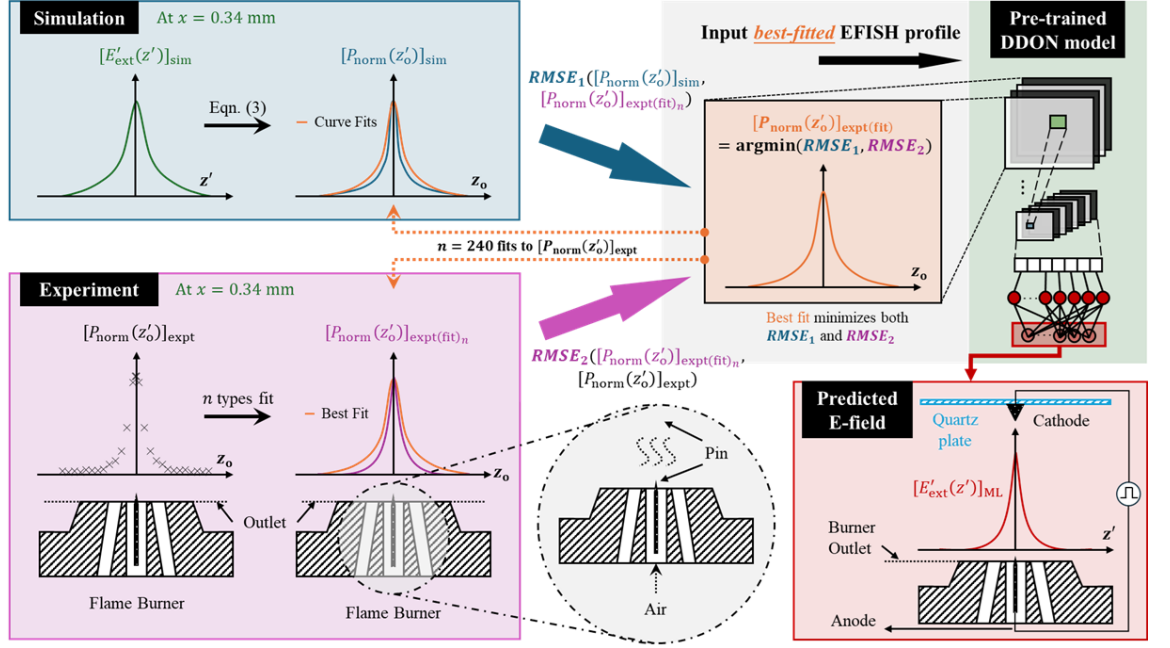 Simulation
At x = 0.34 mm
[E′ext(z′)]sim
Eqn. (3)
z′
[Pnorm(z′o)]sim
Curve Fits
zo
RMSE1([Pnorm(z′o)]sim,
[Pnorm(z′o)]expt(fit)n)
Input best-fitted EFISH profile
Pre-trained
DDON model
[Pnorm(z′o)]expt(fit)
= argmin(RMSE1, RMSE2)
zo
Best fit minimizes both
RMSE1 and RMSE2
n = 240 fits to [Pnorm(z′o)]expt
Experiment
At x = 0.34 mm
[Pnorm(z′o)]expt
n types fit
zo
[Pnorm(z′o)]expt(fit)n
Best Fit
zo
RMSE2([Pnorm(z′o)]expt(fit)n,
[Pnorm(z′o)]expt)
Outlet
Flame Burner
Flame Burner
Pin
Air
Predicted
E-field
Quartz
plate
Cathode
[E′ext(z′)]ML
z′
Burner
Outlet
Anode